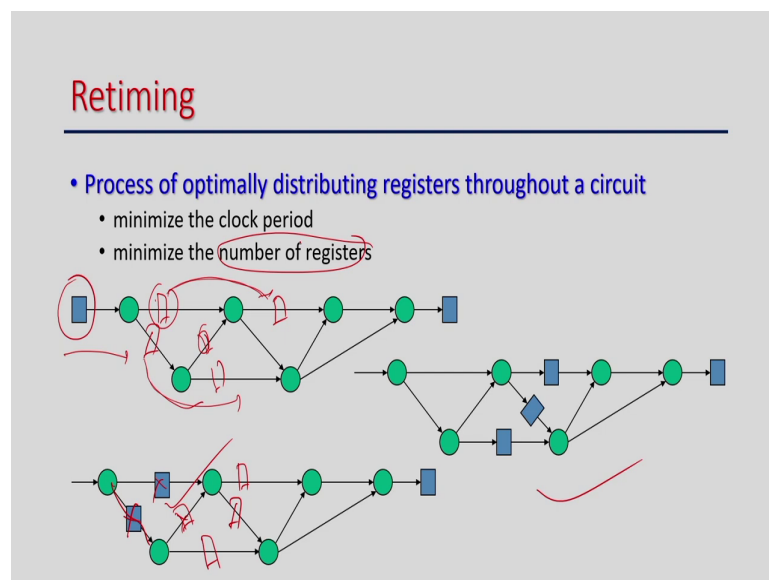 Retiming
• Process of optimally distributing registers throughout a circuit
• minimize the clock period
• minimize the number of registers